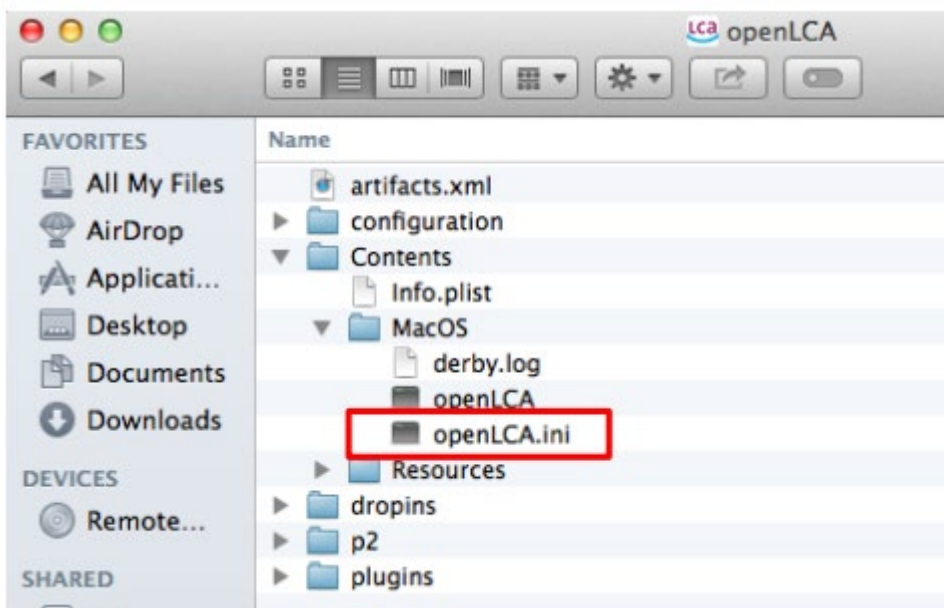 Lca openLCA
FAVORITES
All My Files
AirDrop
Applicati...
Desktop
Documents
Downloads
DEVICES
Remote...
SHARED
Name
artifacts.xml
configuration
Contents
Info.plist
MacOS
derby.log
openLCA
openLCA.ini
Resources
dropins
p2
plugins